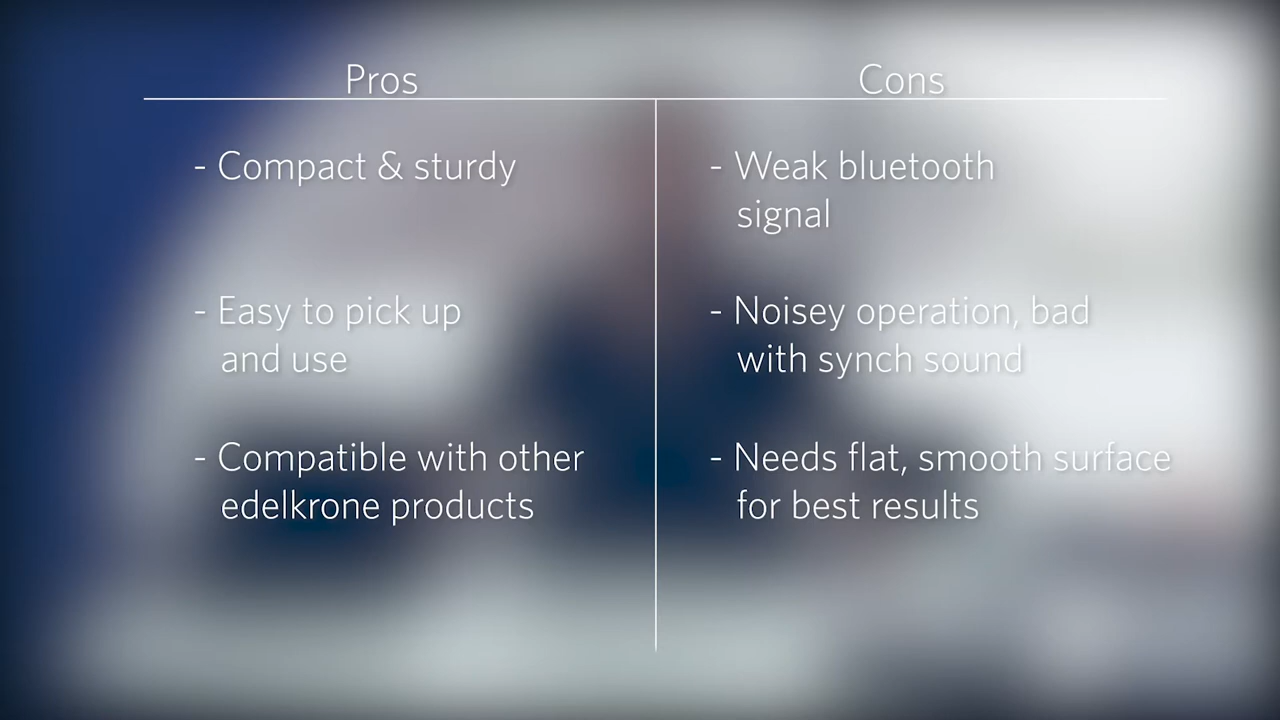 Pros
Cons
- Compact & sturdy
- Easy to pick up
and use
- Compatible with other
edelkrone products
- Weak bluetooth
signal
- Noisey operation, bad
with synch sound
- Needs flat, smooth surface
for best results